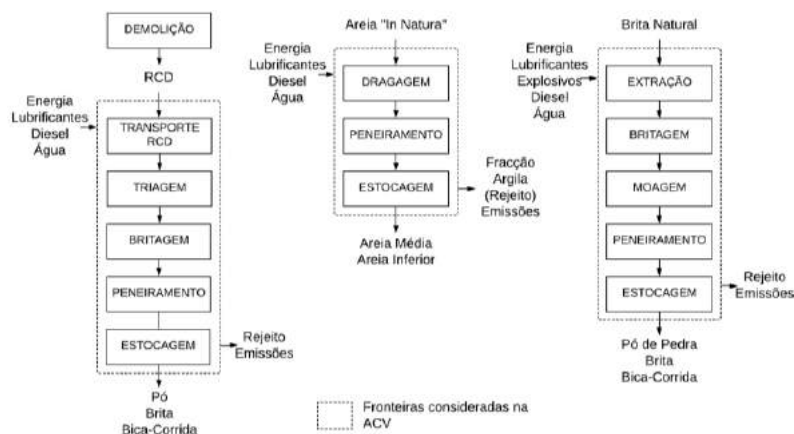 DEMOLIÇÃO
RCD
Energia
Lubrificantes
Diesel
Água
TRANSPORTE
RCD
TRIAGEM
BRITAGEM
PENEIRAMENTO
ESTOCAGEM
Rejeito
Emissões
Pó
Brita
Bica-Corrida
Areia "In Natura"
Energia
Lubrificantes
Diesel
Água
DRAGAGEM
PENEIRAMENTO
ESTOCAGEM
Fracção
Argila
(Rejeito)
Emissões
Areia Média
Areia Inferior
Brita Natural
Energia
Lubrificantes
Explosivos
Diesel
Água
EXTRAÇÃO
BRITAGEM
MOAGEM
PENEIRAMENTO
ESTOCAGEM
Rejeito
Emissões
Pó de Pedra
Brita
Bica-Corrida
Fronteiras consideradas na
ACV